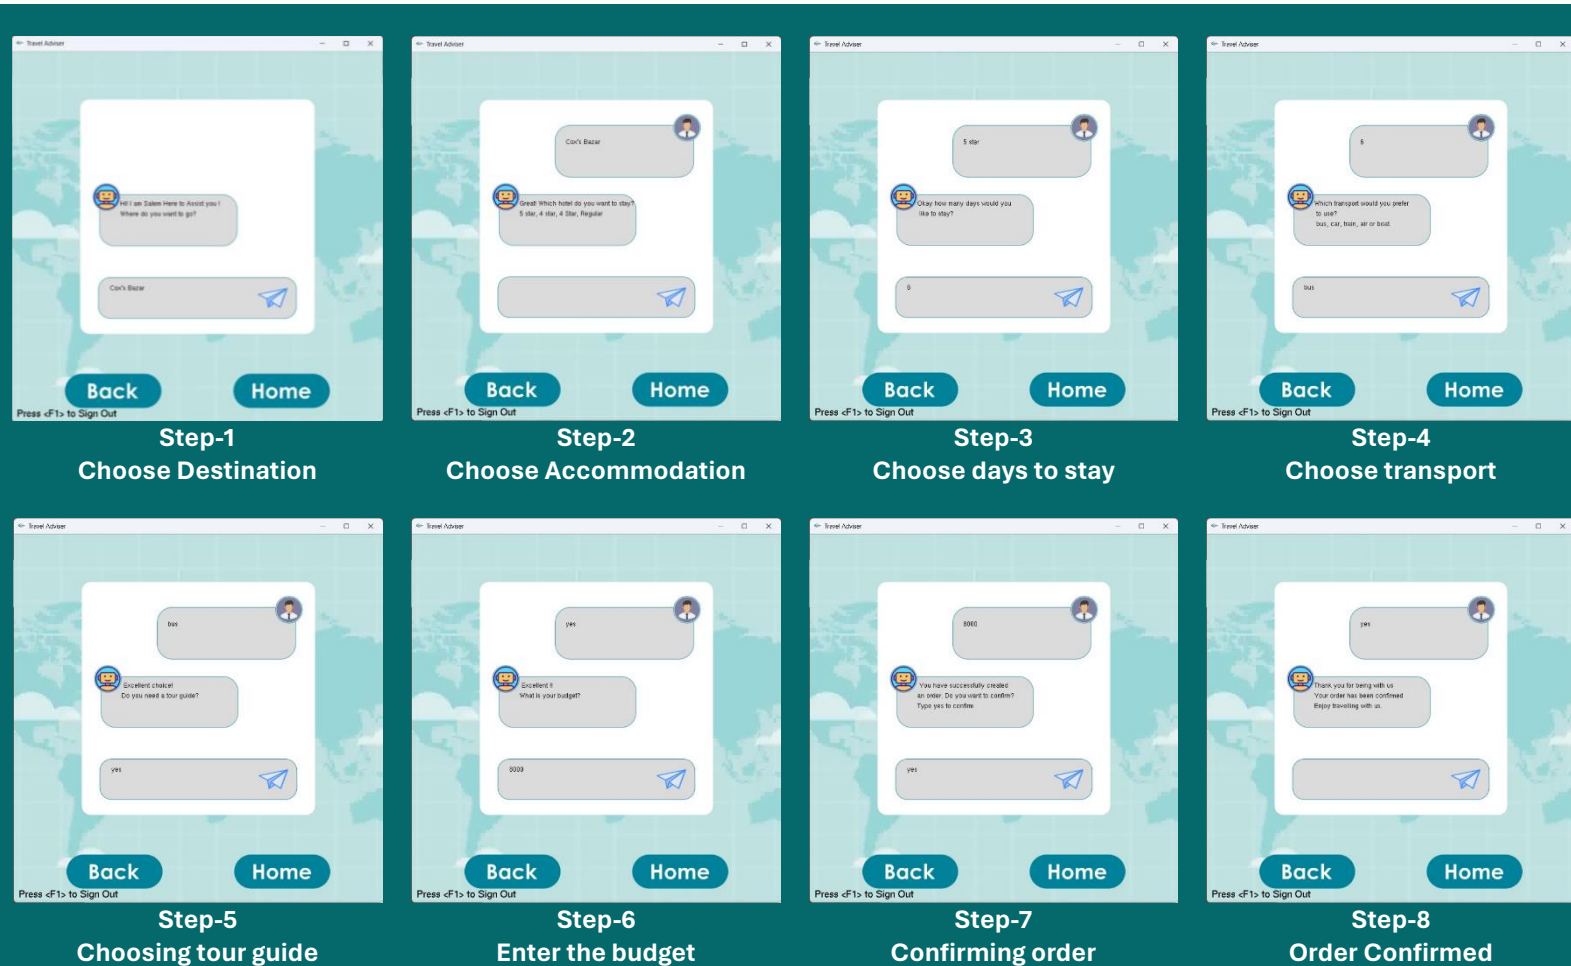 Travel Adviser
Hi! I am Salem Here to Assist you !
Where do you want to go?
Cox's Bazar
Back
Home
Press <F1> to Sign Out
Step-1
Choose Destination
Travel Adviser
Cox's Bazar
Great! Which hotel do you want to stay?
5 star, 4 star, 4 Star, Regular
Back
Home
Press <F1> to Sign Out
Step-2
Choose Accommodation
Travel Adviser
5 star
Okay how many days would you
like to stay?
6
Back
Home
Press <F1> to Sign Out
Step-3
Choose days to stay
Travel Adviser
6
Which transport would you prefer
to use?
bus, car, train, air or boat.
bus
Back
Home
Press <F1> to Sign Out
Step-4
Choose transport
Travel Adviser
bus
Excellent choice!
Do you need a tour guide?
yes
Back
Home
Press <F1> to Sign Out
Step-5
Choosing tour guide
Travel Adviser
yes
Excellent !!
What is your budget?
8000
Back
Home
Press <F1> to Sign Out
Step-6
Enter the budget
Travel Adviser
8000
You have successfully created
an order. Do you want to confirm?
Type yes to confirm.
yes
Back
Home
Press <F1> to Sign Out
Step-7
Confirming order
Travel Adviser
yes
Thank you for being with us
Your order has been confirmed
Enjoy travelling with us.
Back
Home
Press <F1> to Sign Out
Step-8
Order Confirmed